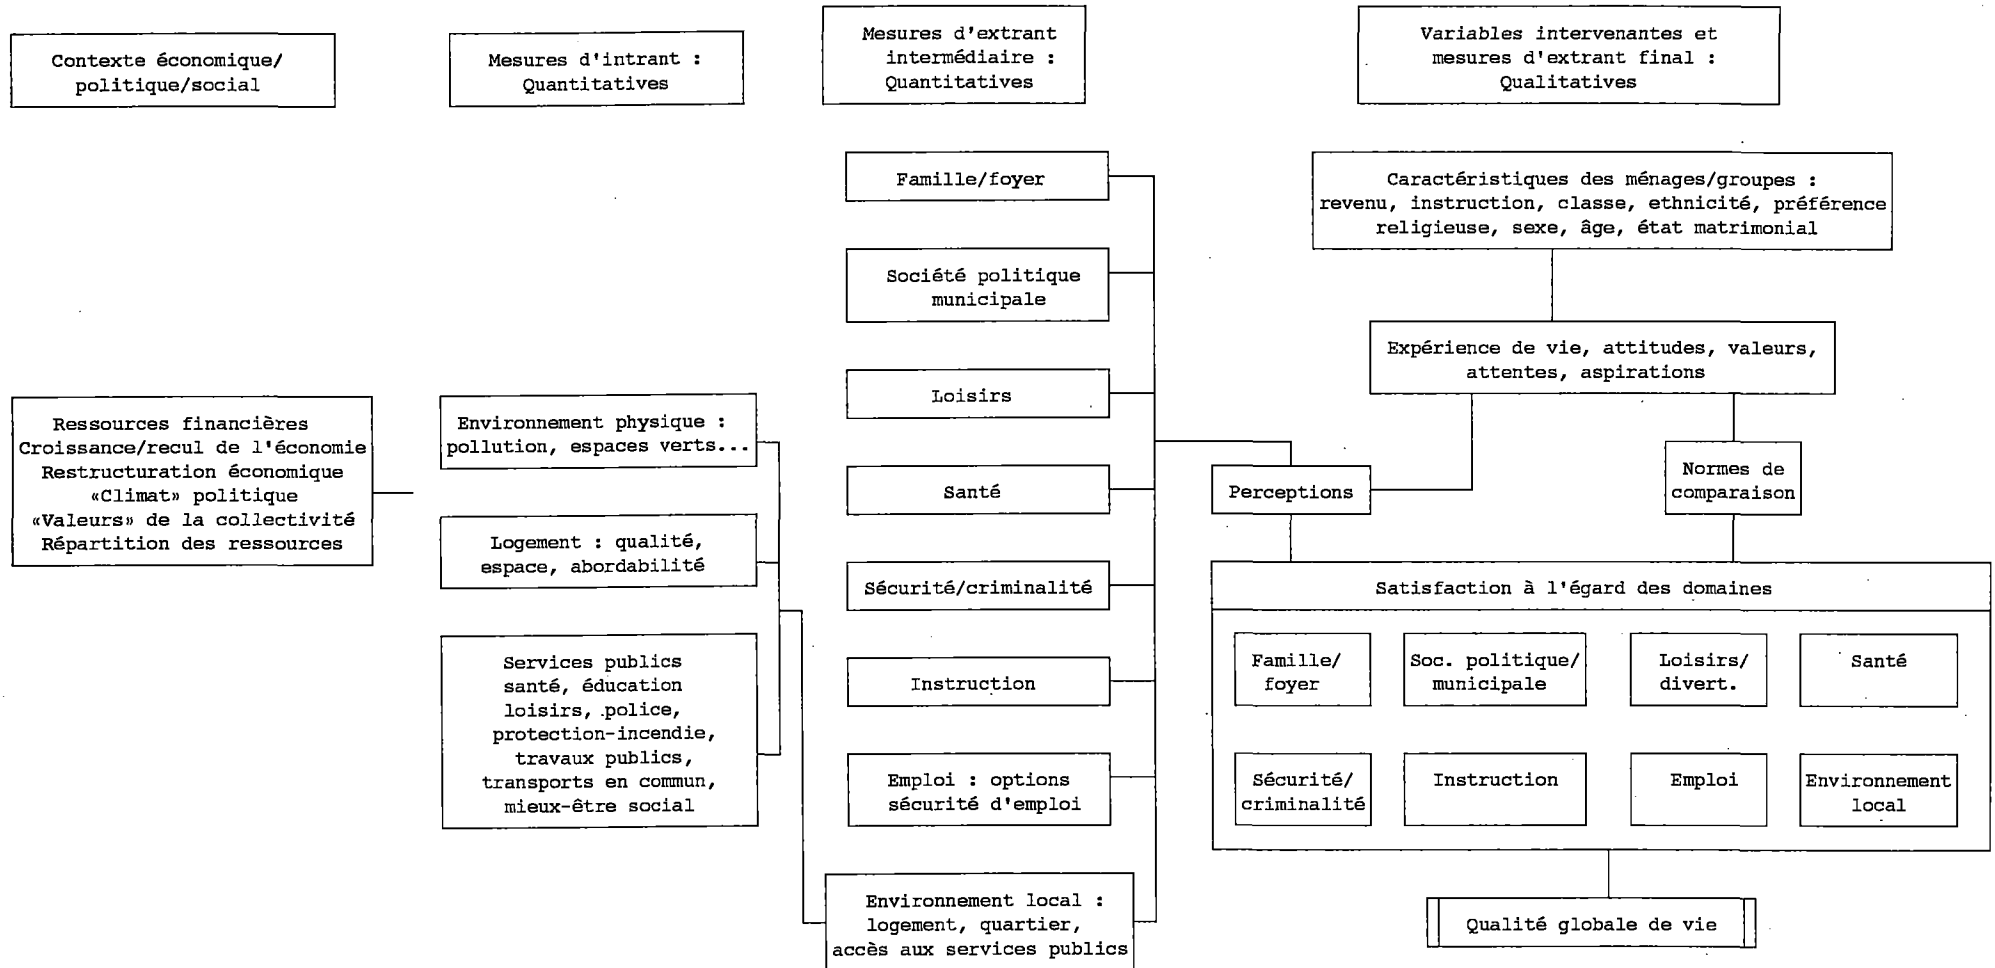 Contexte économique/
politique/social
Mesures d'intrant :
Quantitatives
Mesures d'extrant
intermédiaire :
Quantitatives
Variables intervenantes et
mesures d'extrant final :
Qualitatives
Ressources financières
Croissance/recul de l'économie
Restructuration économique
«Climat» politique
«Valeurs» de la collectivité
Répartition des ressources
Environnement physique :
pollution, espaces verts...
Logement : qualité,
espace, abordabilité
Services publics
santé, éducation
loisirs, police,
protection-incendie,
travaux publics,
transports en commun,
mieux-être social
Famille/foyer
Société politique
municipale
Loisirs
Santé
Sécurité/criminalité
Instruction
Emploi : options
sécurité d'emploi
Environnement local :
logement, quartier,
accès aux services publics
Caractéristiques des ménages/groupes :
revenu, instruction, classe, ethnicité, préférence
religieuse, sexe, âge, état matrimonial
Expérience de vie, attitudes, valeurs,
attentes, aspirations
Perceptions
Normes de
comparaison
Satisfaction à l'égard des domaines
Famille/
foyer
Soc. politique/
municipale
Loisirs/
divert.
Santé
Sécurité/
criminalité
Instruction
Emploi
Environnement
local
Qualité globale de vie